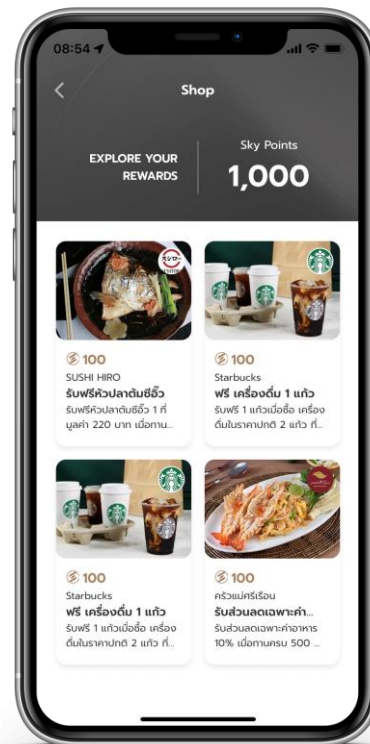 08:54
Shop
EXPLORE YOUR
REWARDS
Sky Points
1,000
100
SUSHI HIRO
รับฟรีหัวปลาต้มซีอิ๊ว
รับฟรีหัวปลาต้มซีอิ๊ว 1 ที่
มูลค่า 220 บาท เมื่อทาน...
100
Starbucks
ฟรี เครื่องดื่ม 1 แก้ว
รับฟรี 1 แก้วเมื่อซื้อ เครื่อง
ดื่มในราคาปกติ 2 แก้ว ที่...
100
Starbucks
ฟรี เครื่องดื่ม 1 แก้ว
รับฟรี 1 แก้วเมื่อซื้อ เครื่อง
ดื่มในราคาปกติ 2 แก้ว ที่...
100
ครัวแม่ศรีเรือน
รับส่วนลดเฉพาะค่า...
รับส่วนลดเฉพาะค่าอาหาร
10% เมื่อทานครบ 500 ...